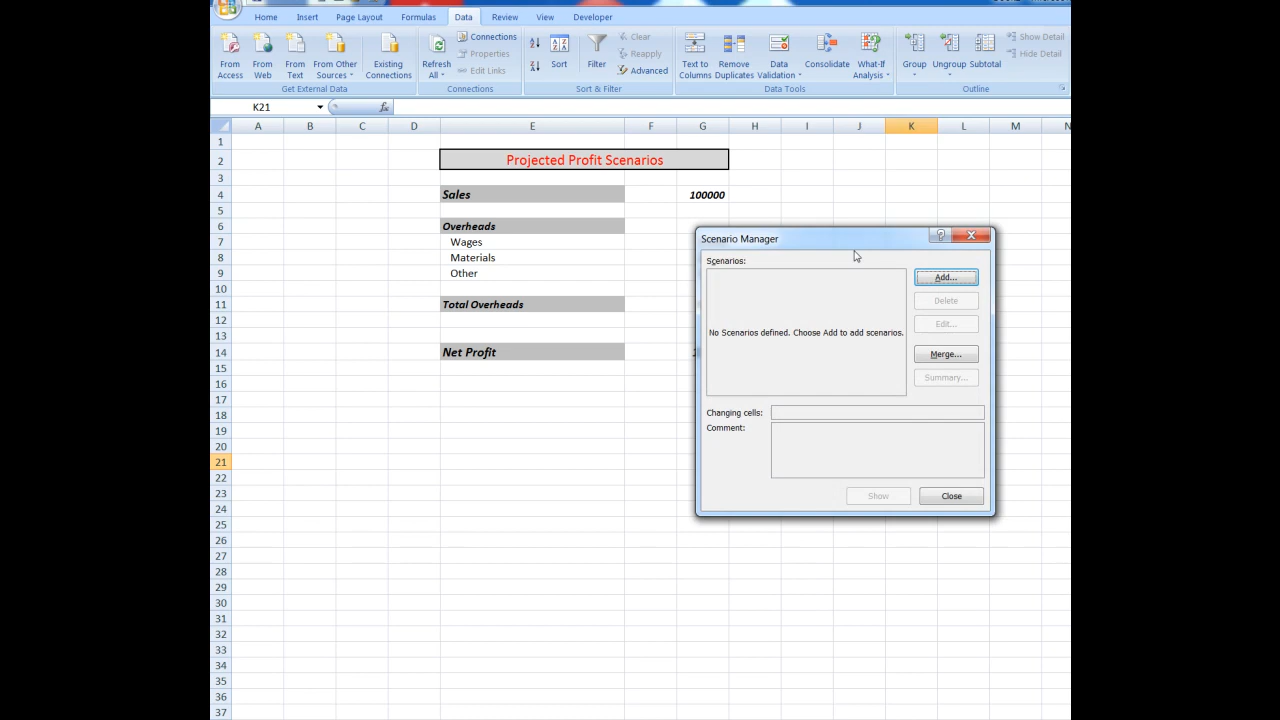 Home Insert Page Layout Formulas Data Review View Developer
Connections Clear Show Detail
Properties Reapply Hide Detail
From Access From Web From Text From Other Sources Existing Connections Refresh All Edit Links Sort Filter Advanced Text to Columns Remove Duplicates Data Validation Consolidate What-If Analysis Group Ungroup Subtotal
Get External Data Connections Sort & Filter Data Tools Outline
K21 fx
A B C D E F G H I J K L M N
1
2 Projected Profit Scenarios
3
4 Sales 100000
5
6 Overheads
7 Wages
8 Materials
9 Other
10
11 Total Overheads
12
13
14 Net Profit
15
16
17
18
19
20
21
22
23
24
25
26
27
28
29
30
31
32
33
34
35
36
37
Scenario Manager
Scenarios:
Add...
Delete
Edit...
No Scenarios defined. Choose Add to add scenarios.
Merge...
Summary...
Changing cells:
Comment:
Show Close